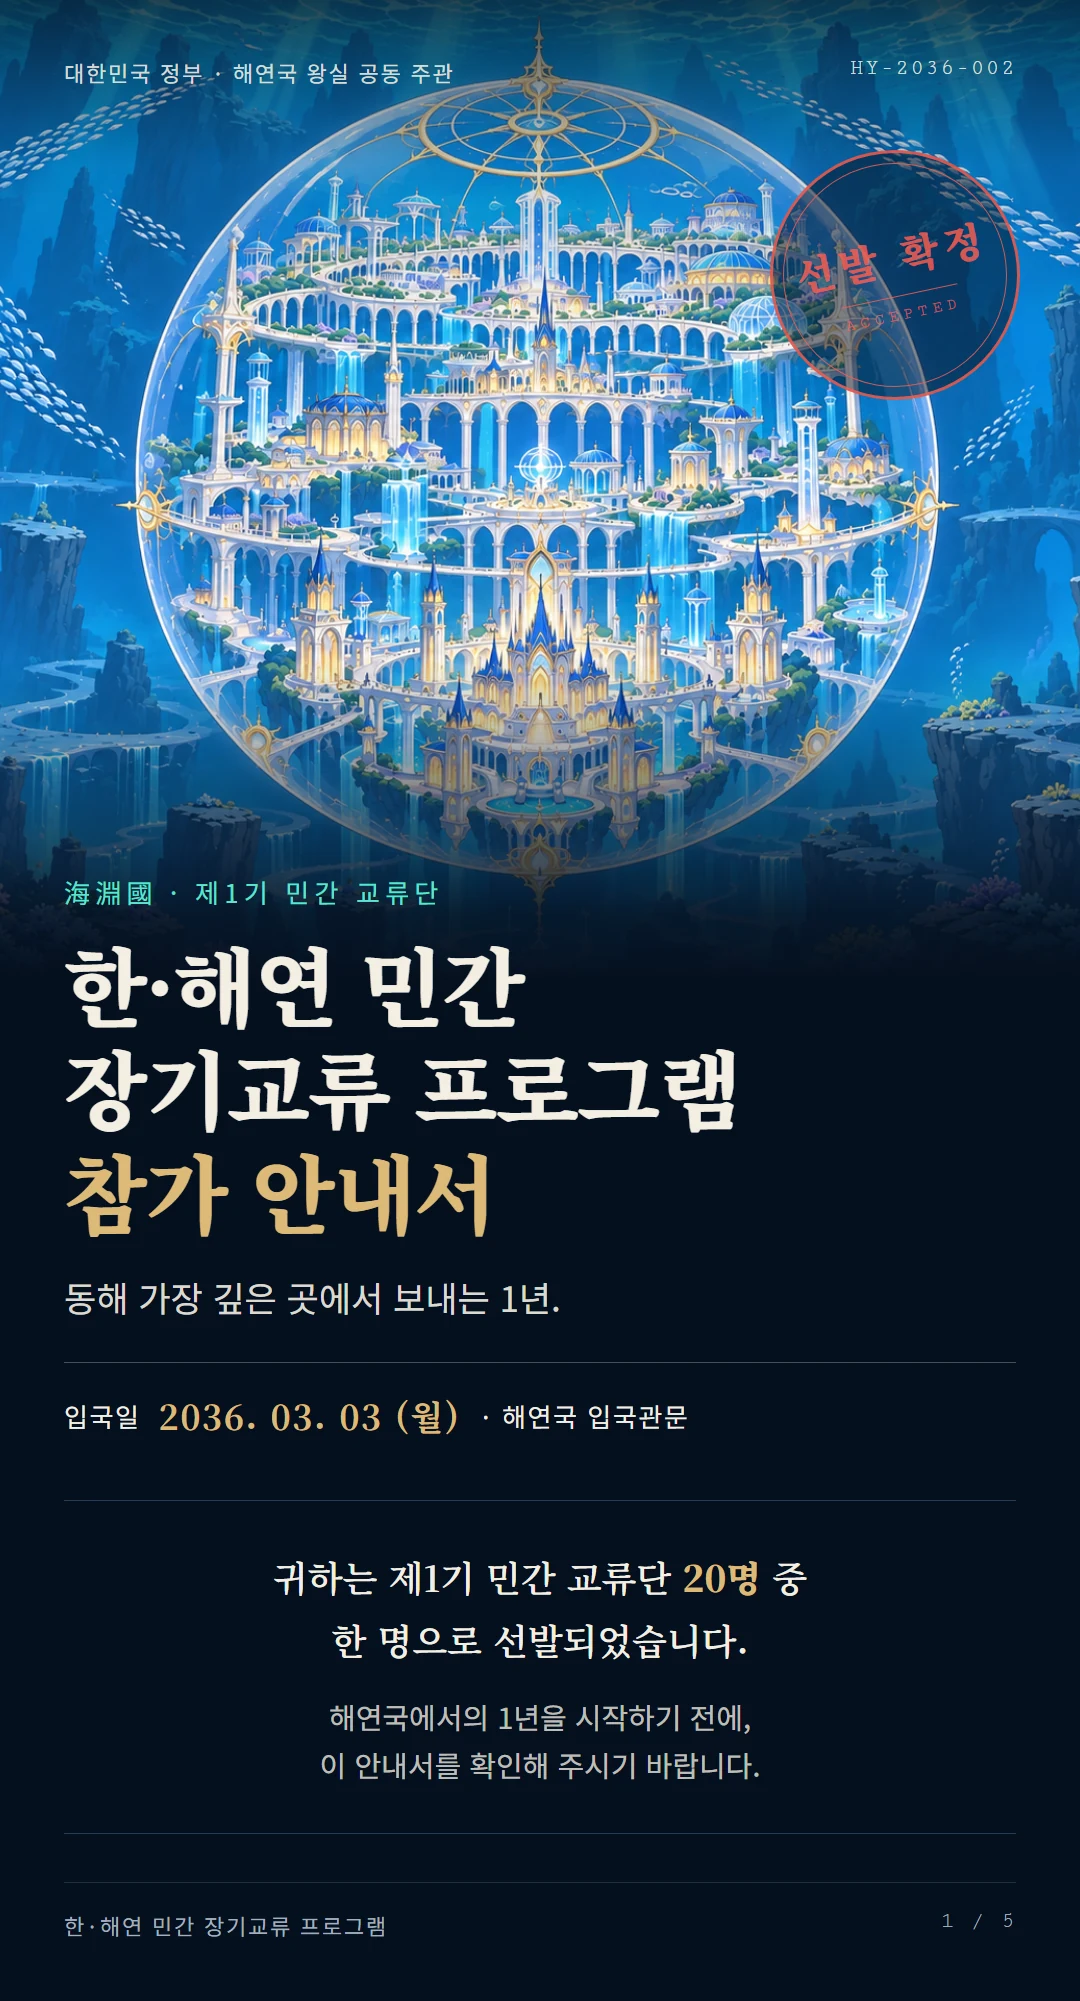 대한민국 정부 · 해연국 왕실 공동 주관
HY-2036-002
선발 확정
ACCEPTED
海淵國 · 제1기 민간 교류단
한·해연 민간
장기교류 프로그램
참가 안내서
동해 가장 깊은 곳에서 보내는 1년.
입국일 2036. 03. 03 (월) · 해연국 입국관문
귀하는 제1기 민간 교류단 20명 중
한 명으로 선발되었습니다.
해연국에서의 1년을 시작하기 전에,
이 안내서를 확인해 주시기 바랍니다.
한·해연 민간 장기교류 프로그램
1 / 5